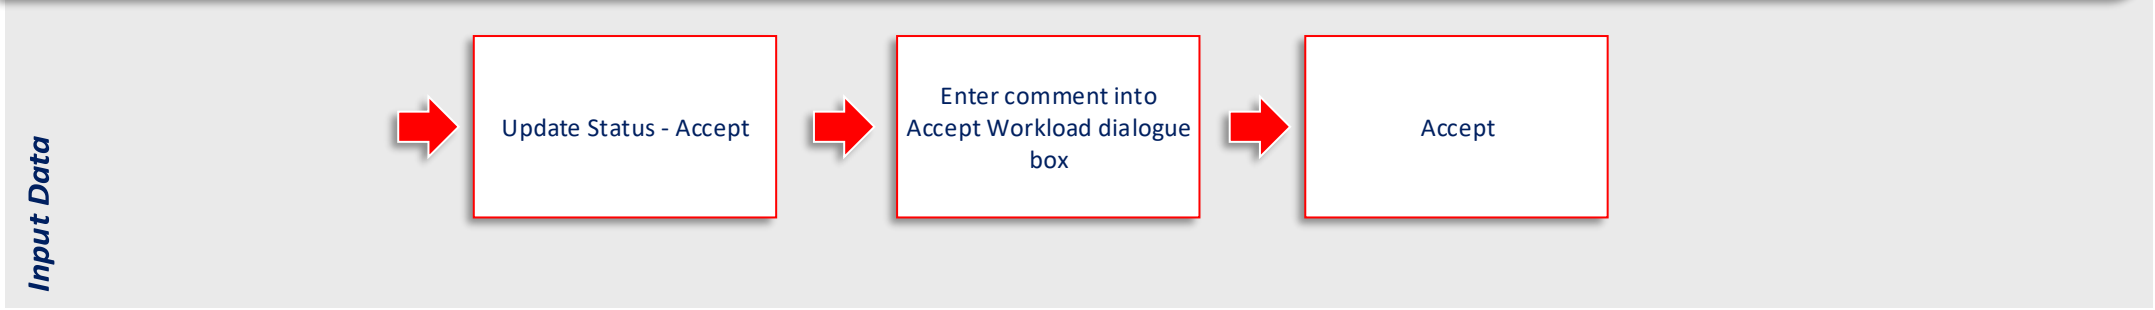 Input Data
Update Status - Accept
Enter comment into
Accept Workload dialogue
box
Accept